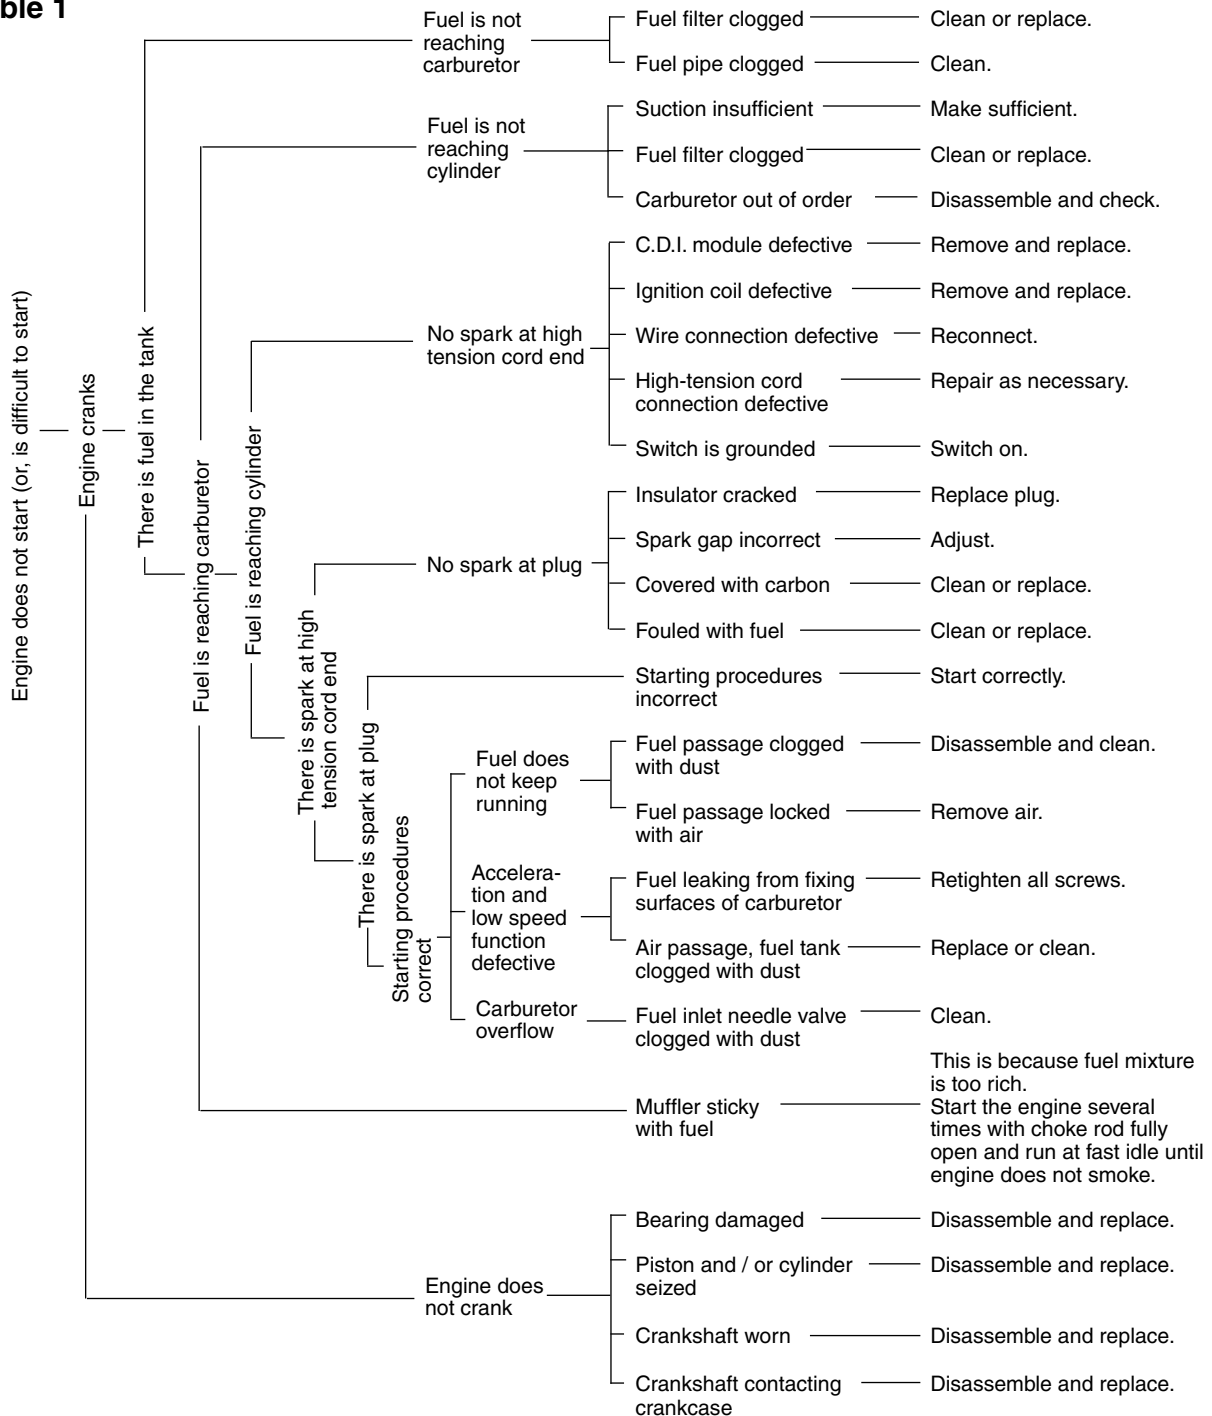 ble 1
Fuel is not
reaching
carburetor
Fuel filter clogged
Clean or replace.
Fuel pipe clogged
Clean.
Fuel is not
reaching
cylinder
Suction insufficient
Make sufficient.
Fuel filter clogged
Clean or replace.
Carburetor out of order
Disassemble and check.
Engine does not start (or, is difficult to start)
Engine cranks
There is fuel in the tank
Fuel is reaching carburetor
Fuel is reaching cylinder
No spark at high
tension cord end
C.D.I. module defective
Remove and replace.
Ignition coil defective
Remove and replace.
Wire connection defective
Reconnect.
High-tension cord
connection defective
Repair as necessary.
Switch is grounded
Switch on.
There is spark at high
tension cord end
No spark at plug
Insulator cracked
Replace plug.
Spark gap incorrect
Adjust.
Covered with carbon
Clean or replace.
Fouled with fuel
Clean or replace.
There is spark at plug
Starting procedures
incorrect
Start correctly.
Starting procedures
correct
Fuel does
not keep
running
Fuel passage clogged
with dust
Disassemble and clean.
Fuel passage locked
with air
Remove air.
Accelera-
tion and
low speed
function
defective
Fuel leaking from fixing
surfaces of carburetor
Retighten all screws.
Air passage, fuel tank
clogged with dust
Replace or clean.
Carburetor
overflow
Fuel inlet needle valve
clogged with dust
Clean.
Muffler sticky
with fuel
This is because fuel mixture
is too rich.
Start the engine several
times with choke rod fully
open and run at fast idle until
engine does not smoke.
Engine does
not crank
Bearing damaged
Disassemble and replace.
Piston and / or cylinder
seized
Disassemble and replace.
Crankshaft worn
Disassemble and replace.
Crankshaft contacting
crankcase
Disassemble and replace.